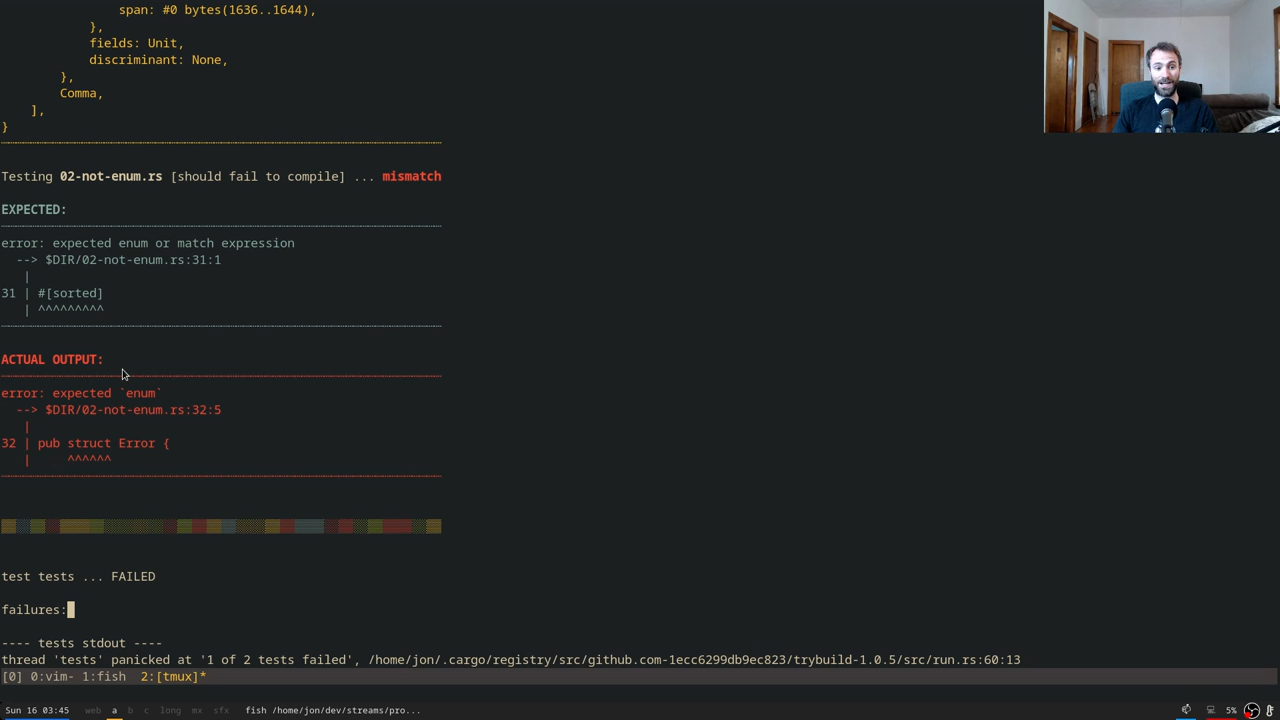 span: #0 bytes(1636..1644),
},
fields: Unit,
discriminant: None,
},
Comma,
],
}
Testing 02-not-enum.rs [should fail to compile] ... mismatch
EXPECTED:
error: expected enum or match expression
--> $DIR/02-not-enum.rs:31:1
|
31 | #[sorted]
| ^^^^^^^^^
ACTUAL OUTPUT:
error: expected `enum`
--> $DIR/02-not-enum.rs:32:5
|
32 | pub struct Error {
| ^^^^^^
test tests ... FAILED
failures:
---- tests stdout ----
thread 'tests' panicked at '1 of 2 tests failed', /home/jon/.cargo/registry/src/github.com-1ecc6299db9ec823/trybuild-1.0.5/src/run.rs:60:13
[0] 0:vim- 1:fish 2:[tmux]*
Sun 16 03:45 web a b c long mx sfx fish /home/jon/dev/streams/pro... 5%